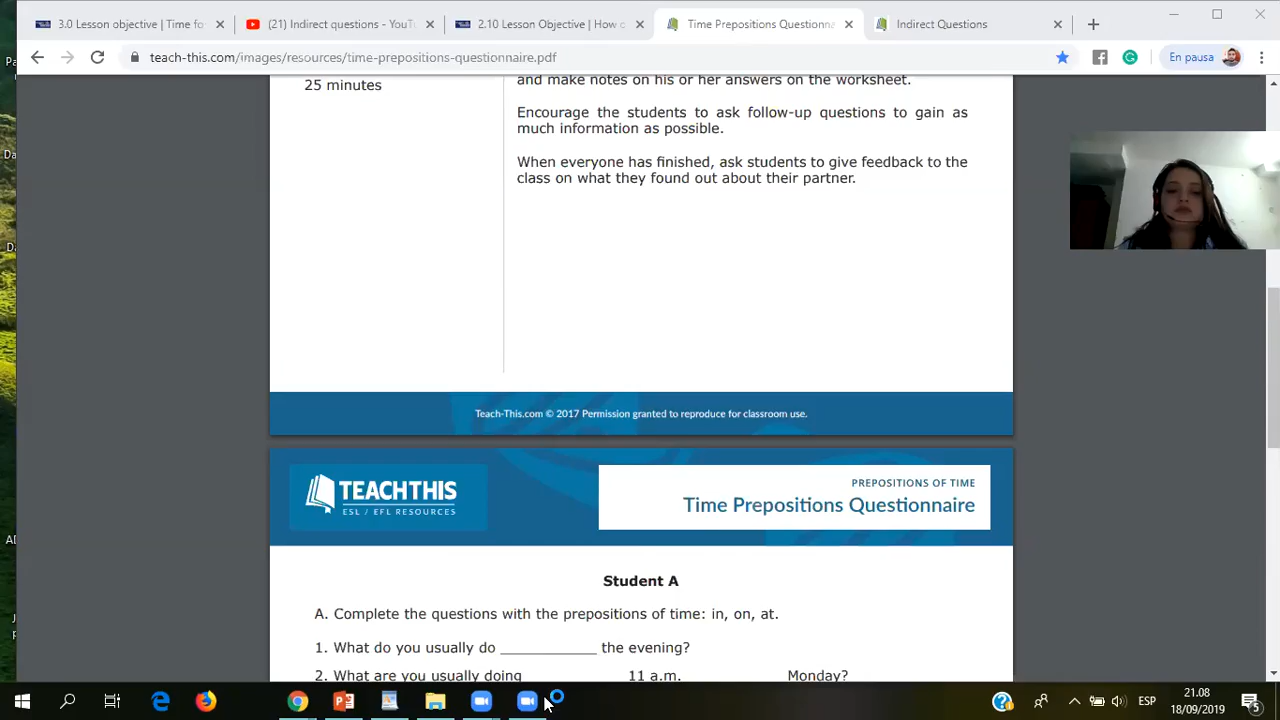 3.0 Lesson objective | Time fo
(21) Indirect questions - YouT
2.10 Lesson Objective | How
Time Prepositions Questionna
Indirect Questions
teach-this.com/images/resources/time-prepositions-questionnaire.pdf
En pausa
25 minutes
and make notes on his or her answers on the worksheet.
Encourage the students to ask follow-up questions to gain as
much information as possible.
When everyone has finished, ask students to give feedback to the
class on what they found out about their partner.
Teach-This.com © 2017 Permission granted to reproduce for classroom use.
TEACHTHIS
ESL / EFL RESOURCES
PREPOSITIONS OF TIME
Time Prepositions Questionnaire
Student A
A. Complete the questions with the prepositions of time: in, on, at.
1. What do you usually do ____________ the evening?
2. What are you usually doing 11 a.m. Monday?
ESP
21.08
18/09/2019
5